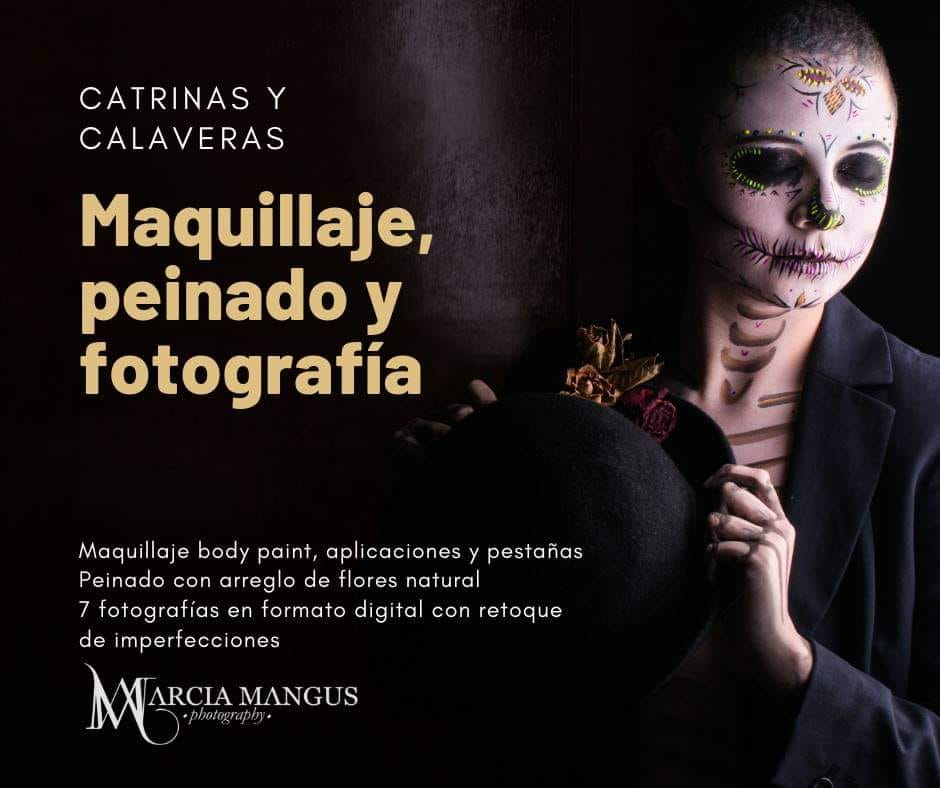 CATRINAS Y
CALAVERAS
Maquillaje,
peinado y
fotografía
Maquillaje body paint, aplicaciones y pestañas
Peinado con arreglo de flores natural
7 fotografías en formato digital con retoque
de imperfecciones
MARCIA MANGUS
•photography•